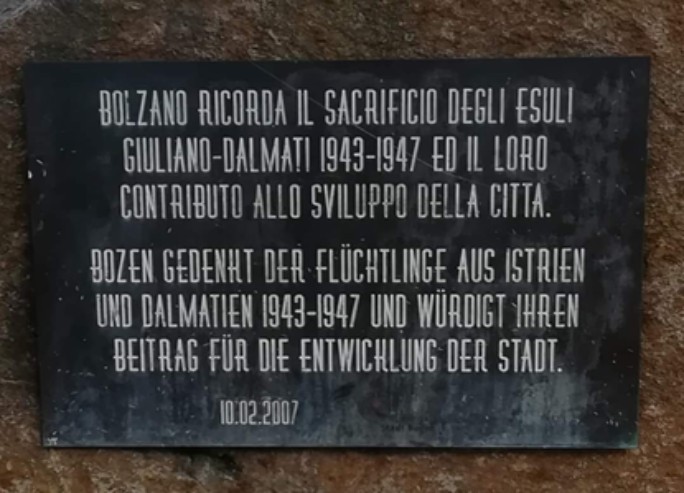 BOLZANO RICORDA IL SACRIFICIO DEGLI ESULI
GIULIANO-DALMATI 1943-1947 ED IL LORO
CONTRIBUTO ALLO SVILUPPO DELLA CITTA.
BOZEN GEDENKT DER FLÜCHTLINGE AUS ISTRIEN
UND DALMATIEN 1943-1947 UND WÜRDIGT IHREN
BEITRAG FÜR DIE ENTWICKLUNG DER STADT.
10.02.2007